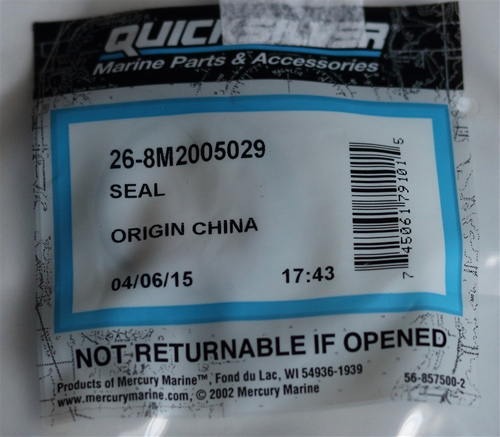 QUICKSILVER
Marine Parts & Accessories
26-8M2005029
SEAL
ORIGIN CHINA
04/06/15 17:43
7 45061 79101 5
NOT RETURNABLE IF OPENED
Products of Mercury Marine™, Fond du Lac, WI 54936-1939
www.mercurymarine.com, © 2002 Mercury Marine
56-857500-2